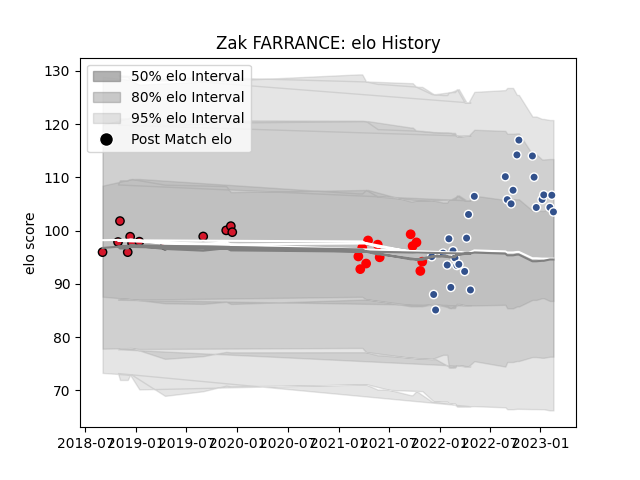 Zak FARRANCE: elo History
50% elo Interval
80% elo Interval
95% elo Interval
Post Match elo
elo score
130
120
110
100
90
80
70
2018-07 2019-01 2019-07 2020-01 2020-07 2021-01 2021-07 2022-01 2022-07 2023-01